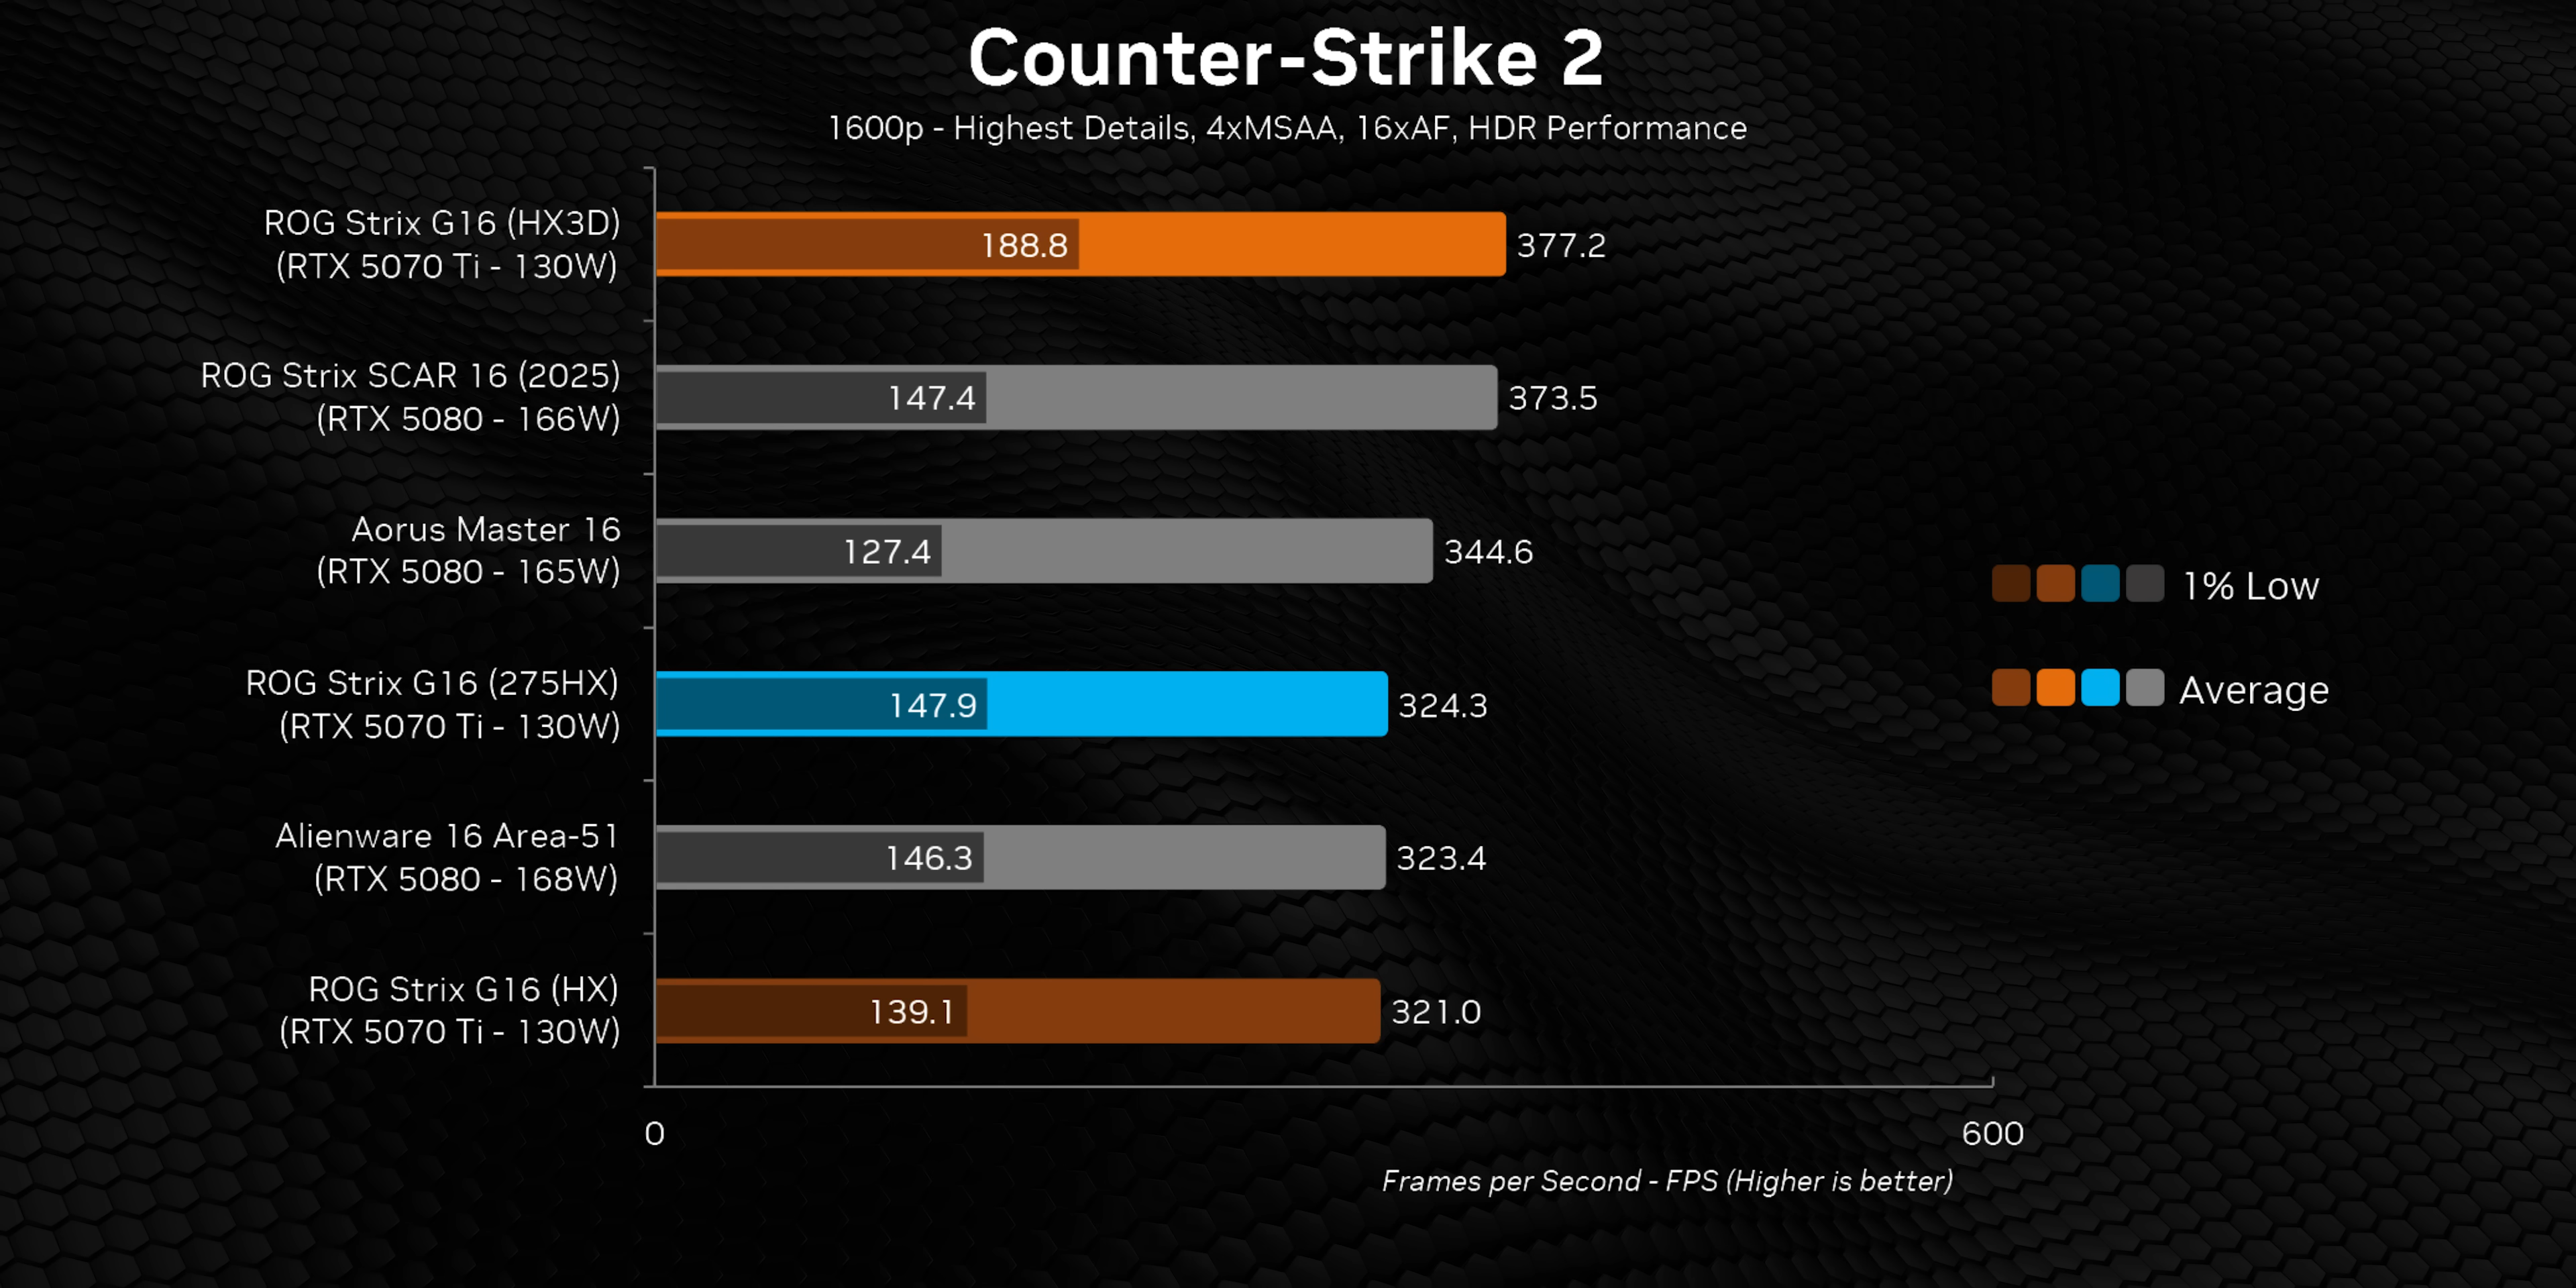 Counter-Strike 2
1600p - Highest Details, 4xMSAA, 16xAF, HDR Performance
ROG Strix G16 (HX3D)
(RTX 5070 Ti - 130W)
188.8
377.2
ROG Strix SCAR 16 (2025)
(RTX 5080 - 166W)
147.4
373.5
Aorus Master 16
(RTX 5080 - 165W)
127.4
344.6
ROG Strix G16 (275HX)
(RTX 5070 Ti - 130W)
147.9
324.3
Alienware 16 Area-51
(RTX 5080 - 168W)
146.3
323.4
ROG Strix G16 (HX)
(RTX 5070 Ti - 130W)
139.1
321.0
1% Low
Average
0
600
Frames per Second - FPS (Higher is better)